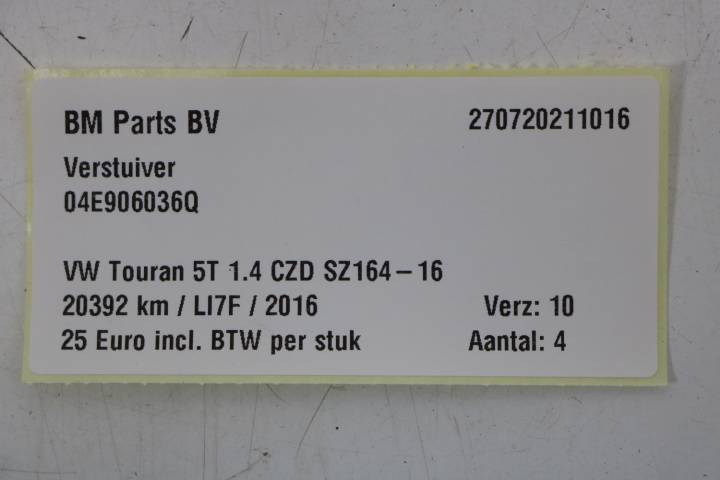 BM Parts BV 270720211016
Verstuiver
04E906036Q
VW Touran 5T 1.4 CZD SZ164-16
20392 km / LI7F / 2016 Verz: 10
25 Euro incl. BTW per stuk Aantal: 4